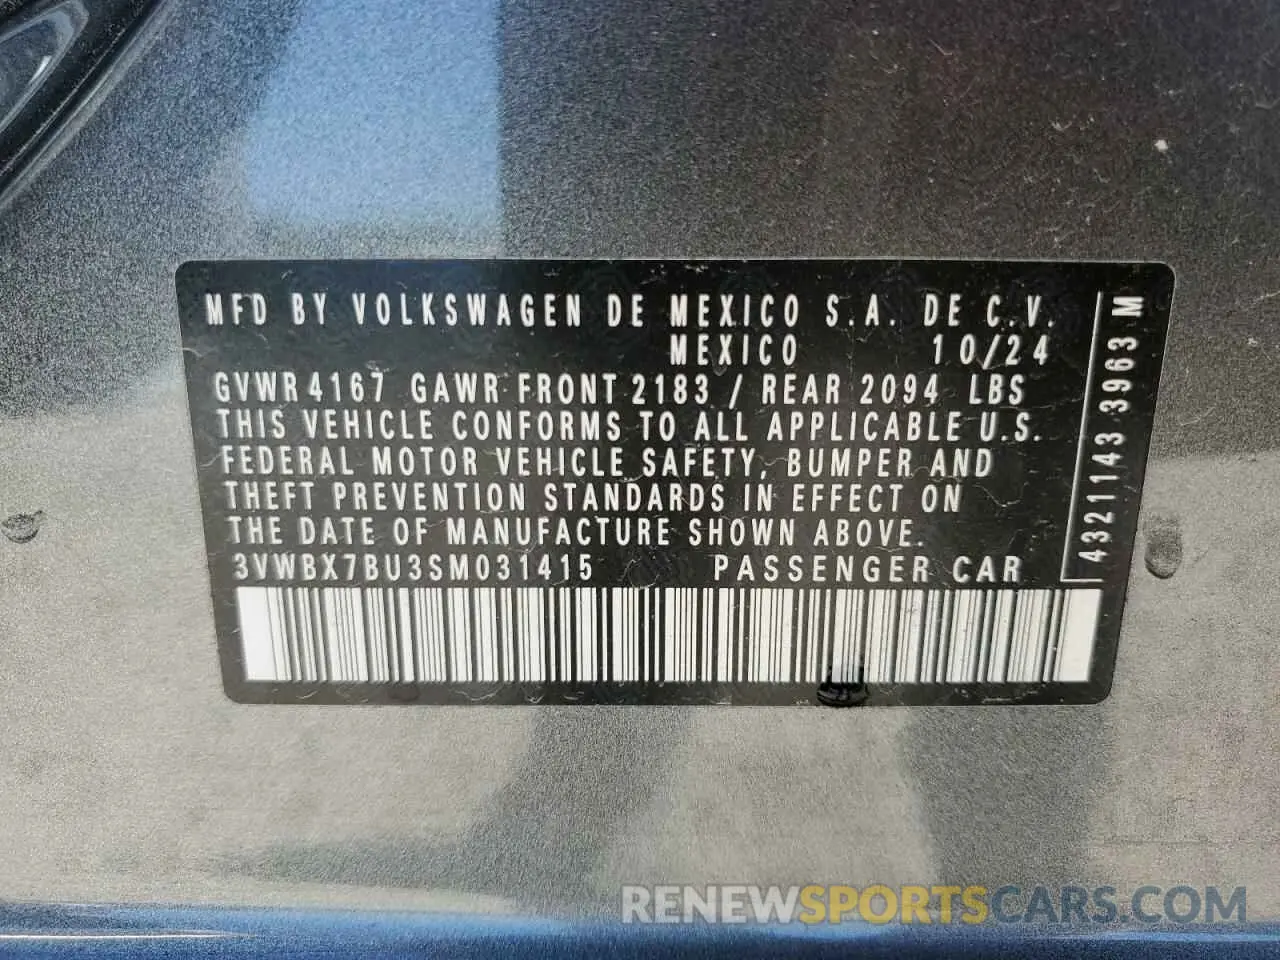 MFD BY VOLKSWAGEN DE MEXICO S.A. DE C.V.
MEXICO 10/24
GVWR 4167 GAWR FRONT 2183 / REAR 2094 LBS
THIS VEHICLE CONFORMS TO ALL APPLICABLE U.S.
FEDERAL MOTOR VEHICLE SAFETY, BUMPER AND
THEFT PREVENTION STANDARDS IN EFFECT ON
THE DATE OF MANUFACTURE SHOWN ABOVE.
3VWBX7BU3SM031415 PASSENGER CAR
4321143 3963 M
RENEWSPORTSCARS.COM